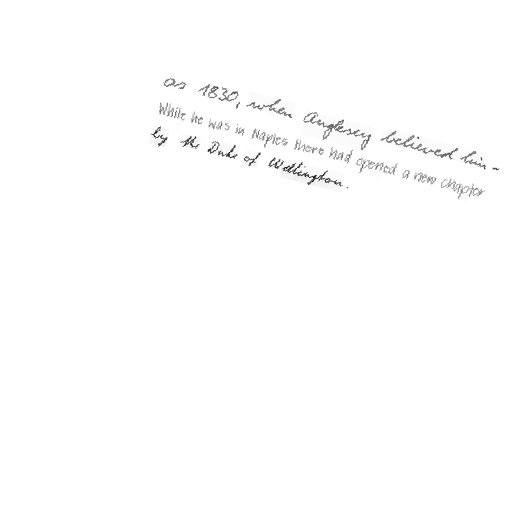 as 1830, when Anglesey believed him-
While he was in Naples there had opened a new chapter
by the Duke of Wellington.